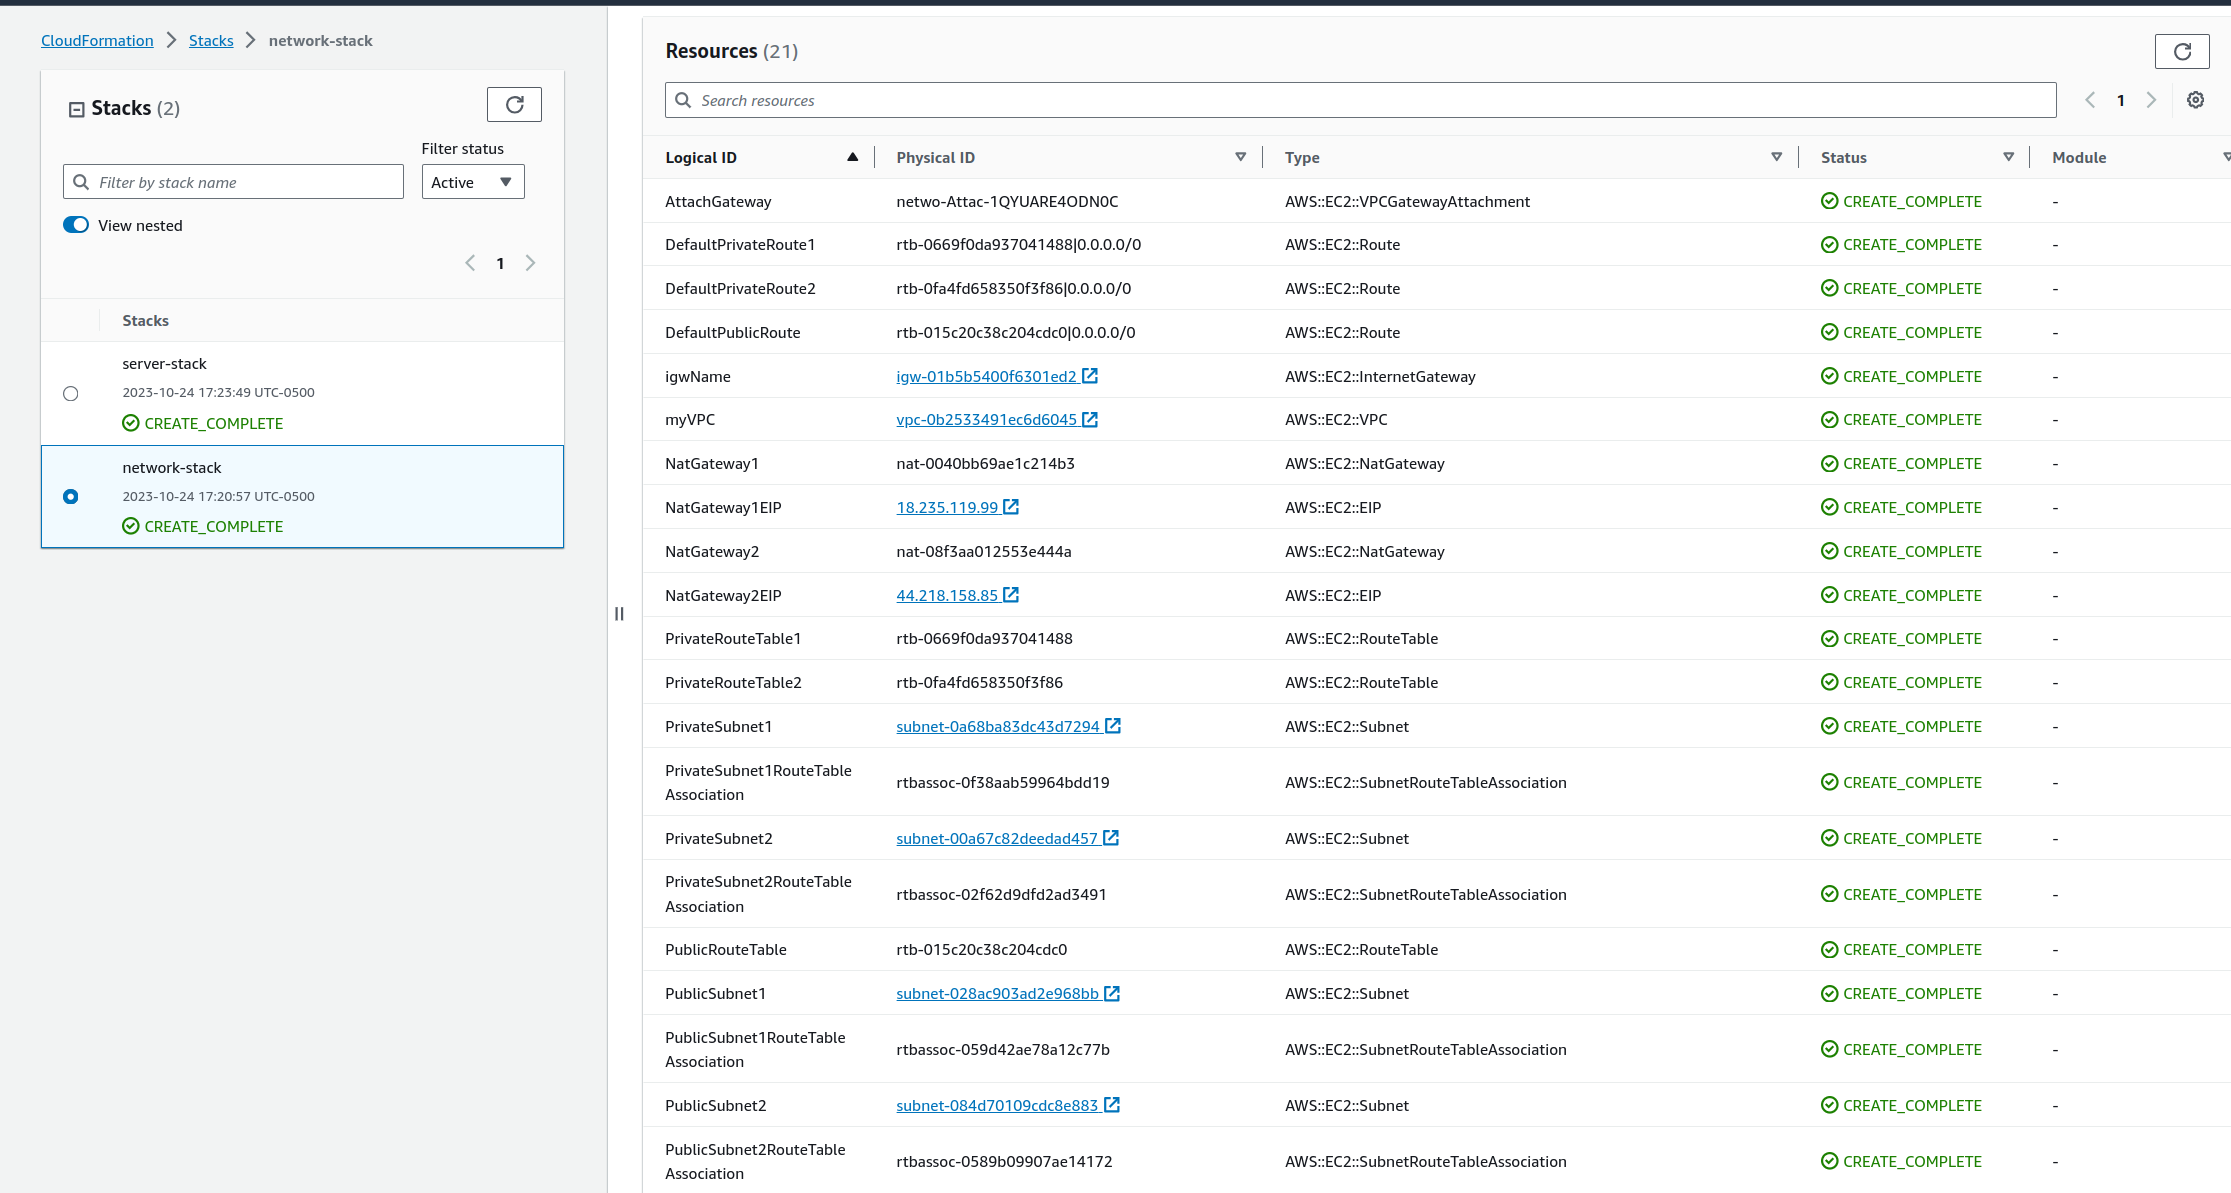 CloudFormation > Stacks > network-stack
Stacks (2)
Filter status
Filter by stack name
Active
View nested
1
Stacks
server-stack
2023-10-24 17:23:49 UTC-0500
CREATE_COMPLETE
network-stack
2023-10-24 17:20:57 UTC-0500
CREATE_COMPLETE
Resources (21)
Search resources
1
Logical ID Physical ID Type Status Module
AttachGateway netwo-Attac-1QYUARE4ODN0C AWS::EC2::VPCGatewayAttachment CREATE_COMPLETE -
DefaultPrivateRoute1 rtb-0669f0da937041488|0.0.0.0/0 AWS::EC2::Route CREATE_COMPLETE -
DefaultPrivateRoute2 rtb-0fa4fd658350f3f86|0.0.0.0/0 AWS::EC2::Route CREATE_COMPLETE -
DefaultPublicRoute rtb-015c20c38c204cdc0|0.0.0.0/0 AWS::EC2::Route CREATE_COMPLETE -
igwName igw-01b5b5400f6301ed2 AWS::EC2::InternetGateway CREATE_COMPLETE -
myVPC vpc-0b2533491ec6d6045 AWS::EC2::VPC CREATE_COMPLETE -
NatGateway1 nat-0040bb69ae1c214b3 AWS::EC2::NatGateway CREATE_COMPLETE -
NatGateway1EIP 18.235.119.99 AWS::EC2::EIP CREATE_COMPLETE -
NatGateway2 nat-08f3aa012553e444a AWS::EC2::NatGateway CREATE_COMPLETE -
NatGateway2EIP 44.218.158.85 AWS::EC2::EIP CREATE_COMPLETE -
PrivateRouteTable1 rtb-0669f0da937041488 AWS::EC2::RouteTable CREATE_COMPLETE -
PrivateRouteTable2 rtb-0fa4fd658350f3f86 AWS::EC2::RouteTable CREATE_COMPLETE -
PrivateSubnet1 subnet-0a68ba83dc43d7294 AWS::EC2::Subnet CREATE_COMPLETE -
PrivateSubnet1RouteTable
Association rtbassoc-0f38aab59964bdd19 AWS::EC2::SubnetRouteTableAssociation CREATE_COMPLETE -
PrivateSubnet2 subnet-00a67c82deedad457 AWS::EC2::Subnet CREATE_COMPLETE -
PrivateSubnet2RouteTable
Association rtbassoc-02f62d9dfd2ad3491 AWS::EC2::SubnetRouteTableAssociation CREATE_COMPLETE -
PublicRouteTable rtb-015c20c38c204cdc0 AWS::EC2::RouteTable CREATE_COMPLETE -
PublicSubnet1 subnet-028ac903ad2e968bb AWS::EC2::Subnet CREATE_COMPLETE -
PublicSubnet1RouteTable
Association rtbassoc-059d42ae78a12c77b AWS::EC2::SubnetRouteTableAssociation CREATE_COMPLETE -
PublicSubnet2 subnet-084d70109cdc8e883 AWS::EC2::Subnet CREATE_COMPLETE -
PublicSubnet2RouteTable
Association rtbassoc-0589b09907ae14172 AWS::EC2::SubnetRouteTableAssociation CREATE_COMPLETE -